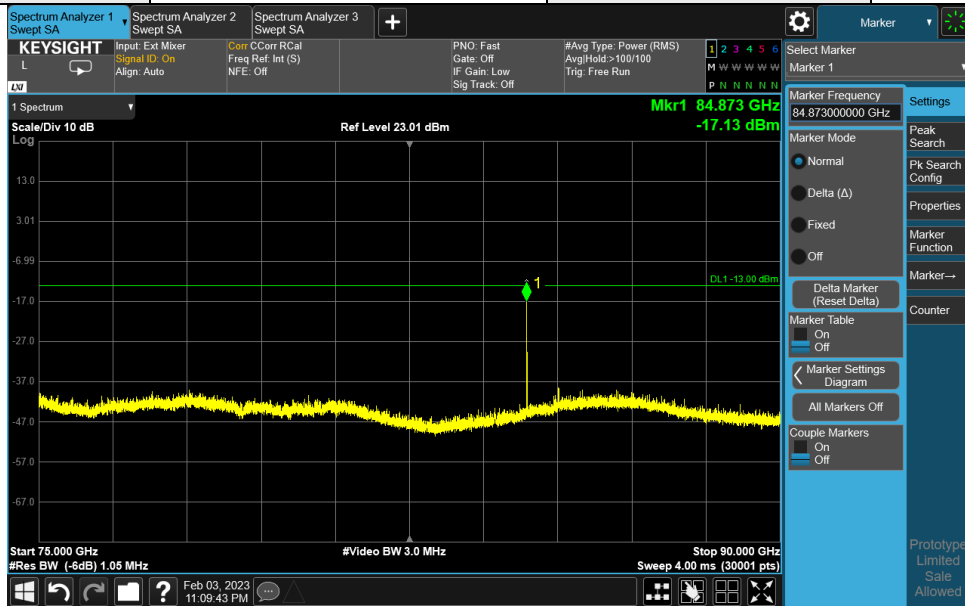 Spectrum Analyzer 1
Swept SA
Spectrum Analyzer 2
Swept SA
Spectrum Analyzer 3
Swept SA
Marker
KEYSIGHT
L
LXI
Input: Ext Mixer
Signal ID: On
Align: Auto
Corr CCorr RCal
Freq Ref: Int (S)
NFE: Off
PNO: Fast
Gate: Off
IF Gain: Low
Sig Track: Off
#Avg Type: Power (RMS)
Avg|Hold:>100/100
Trig: Free Run
1 2 3 4 5 6
M W W W W W
P N N N N N
Select Marker
Marker 1
1 Spectrum
Mkr1 84.873 GHz
-17.13 dBm
Scale/Div 10 dB
Ref Level 23.01 dBm
Log
13.0
3.01
-6.99
-17.0
-27.0
-37.0
-47.0
-57.0
-67.0
1
DL1 -13.00 dBm
Start 75.000 GHz
#Video BW 3.0 MHz
Stop 90.000 GHz
#Res BW (-6dB) 1.05 MHz
Sweep 4.00 ms (30001 pts)
Marker Frequency
84.873000000 GHz
Marker Mode
Normal
Delta (Δ)
Fixed
Off
Delta Marker
(Reset Delta)
Marker Table
On
Off
Marker Settings
Diagram
All Markers Off
Couple Markers
On
Off
Settings
Peak
Search
Pk Search
Config
Properties
Marker
Function
Marker→
Counter
Prototype
Limited
Sale
Allowed
?
Feb 03, 2023
11:09:43 PM